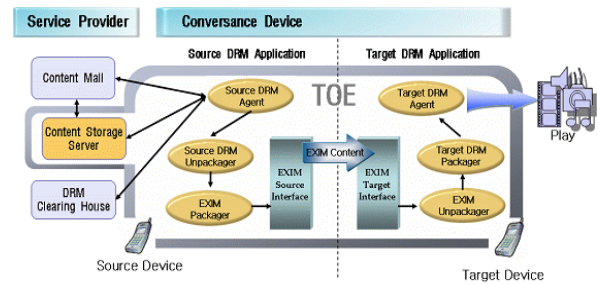 Service Provider
Conversance Device
Source DRM Application
Target DRM Application
Content Mall
Content Storage
Server
DRM
Clearing House
Source DRM
Agent
TOE
Target DRM
Agent
Play
Source DRM
Unpackager
EXIM Content
Target DRM
Packager
EXIM
Source
Interface
EXIM
Target
Interface
EXIM
Packager
EXIM
Unpackager
Source Device
Target Device